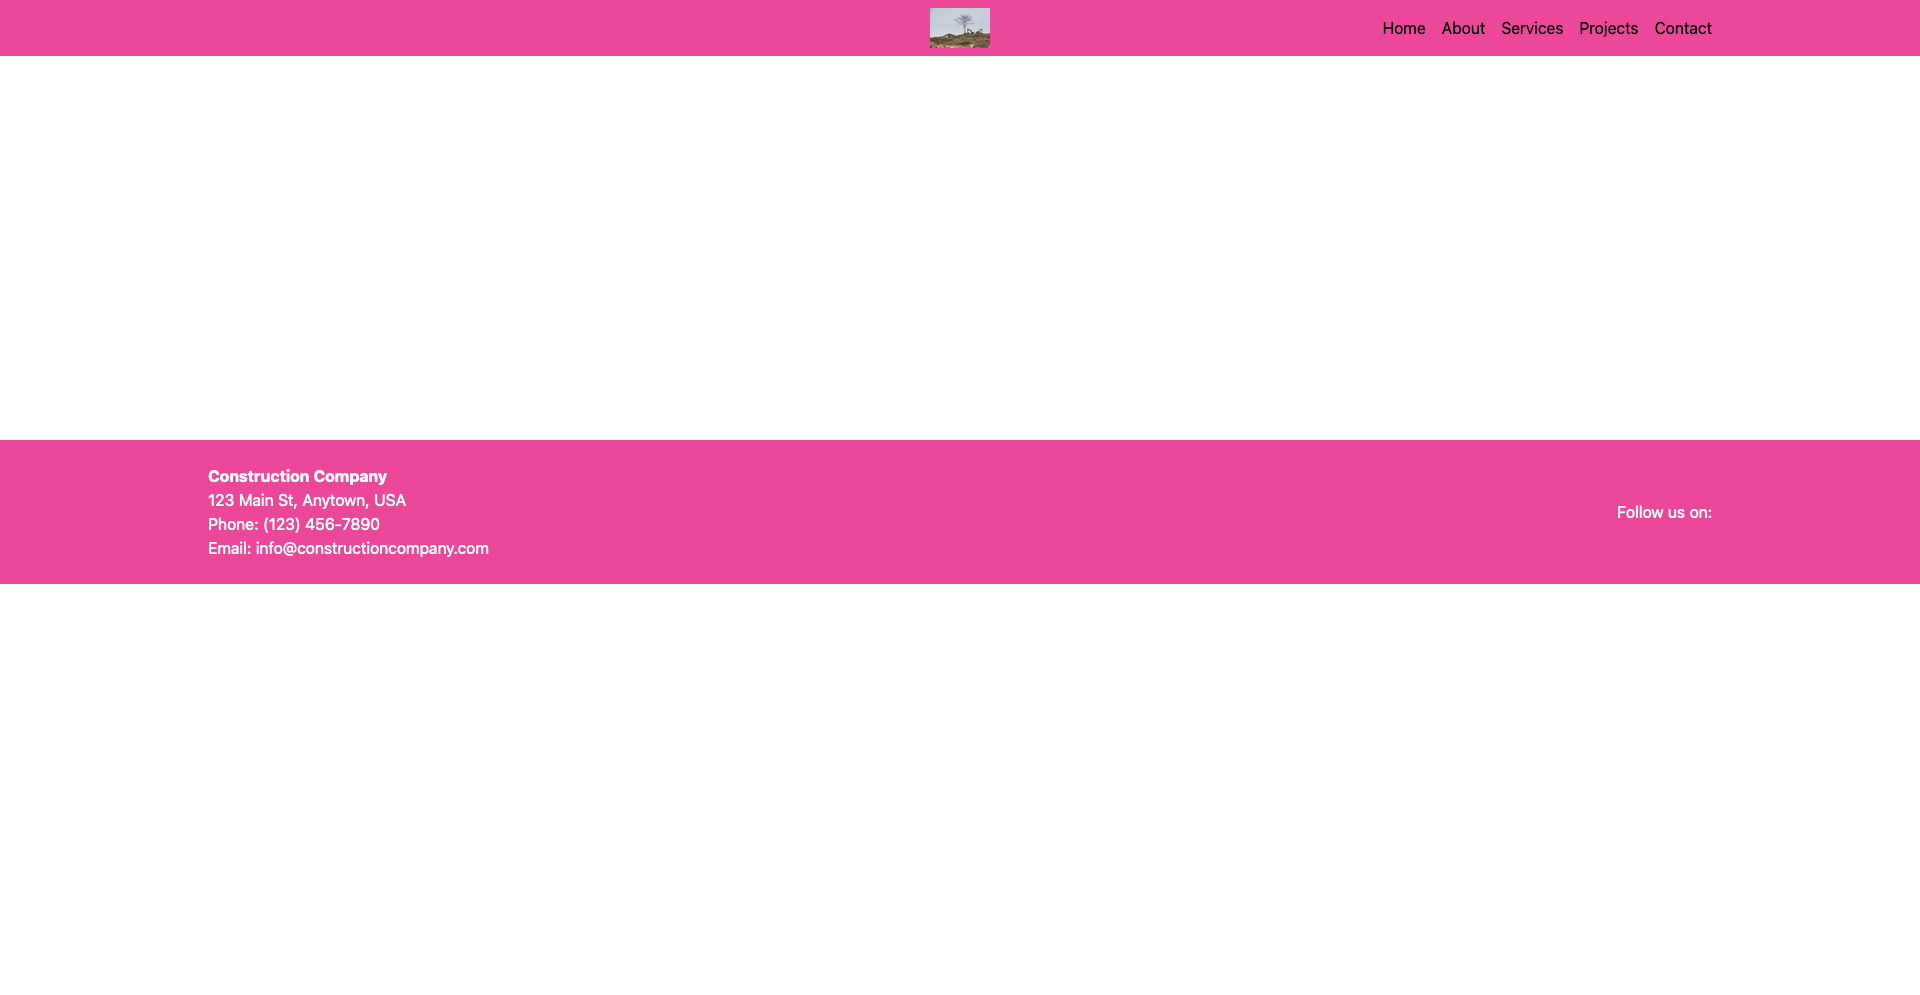 Home About Services Projects Contact
Construction Company
123 Main St, Anytown, USA
Phone: (123) 456-7890
Email: info@constructioncompany.com
Follow us on: